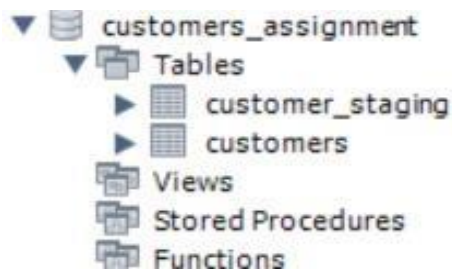 customers_assignment
Tables
customer_staging
customers
Views
Stored Procedures
Functions